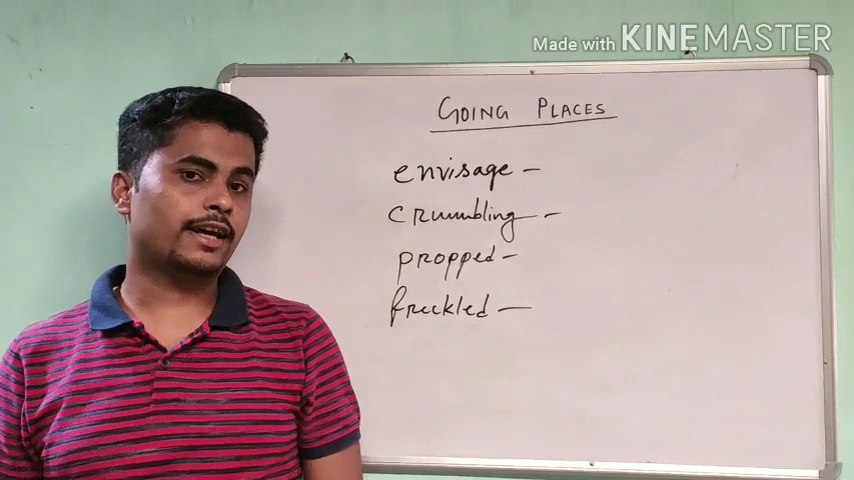 Made with KINEMASTER
GOING PLACES
envisage -
crumbling -
propped -
freckled -